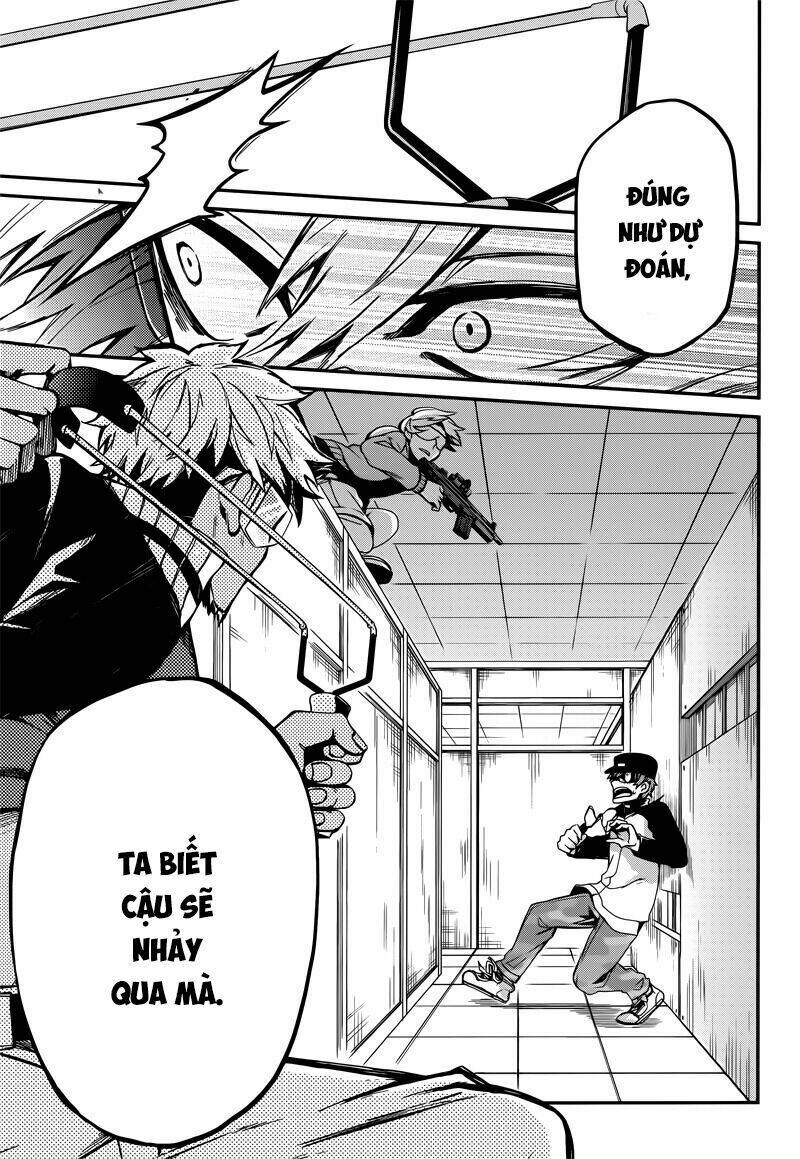 ĐÚNG
NHƯ DỰ
ĐOÁN,
TA BIẾT
CẬU SẼ
NHẢY
QUA MÀ.